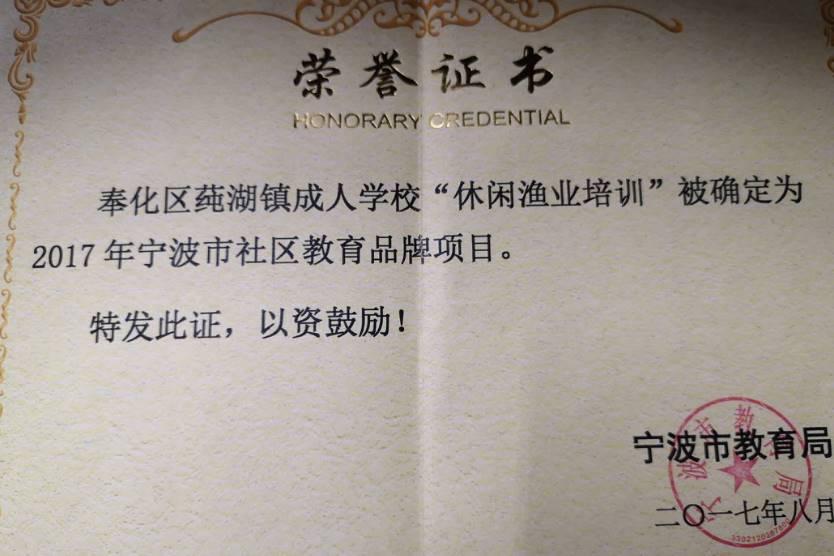 荣誉证书
HONORARY CREDENTIAL
奉化区莼湖镇成人学校“休闲渔业培训”被确定为
2017年宁波市社区教育品牌项目。
特发此证，以资鼓励！
宁波市教育局
二〇一七年八月